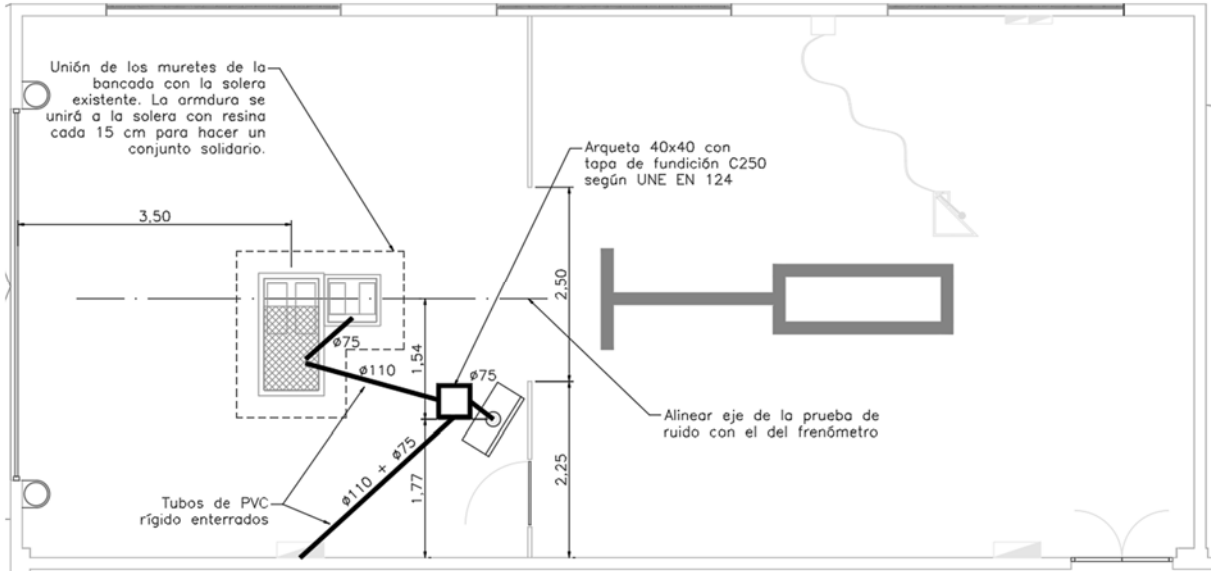 Unión de los muretes de la
bancada con la solera
existente. La armdura se
unirá a la solera con resina
cada 15 cm para hacer un
conjunto solidario.
Arqueta 40x40 con
tapa de fundición C250
según UNE EN 124
3,50
2,50
ø75
1,54
ø110
ø75
Alinear eje de la prueba de
ruido con el del frenómetro
ø110 + ø75
1,77
2,25
Tubos de PVC
rígido enterrados